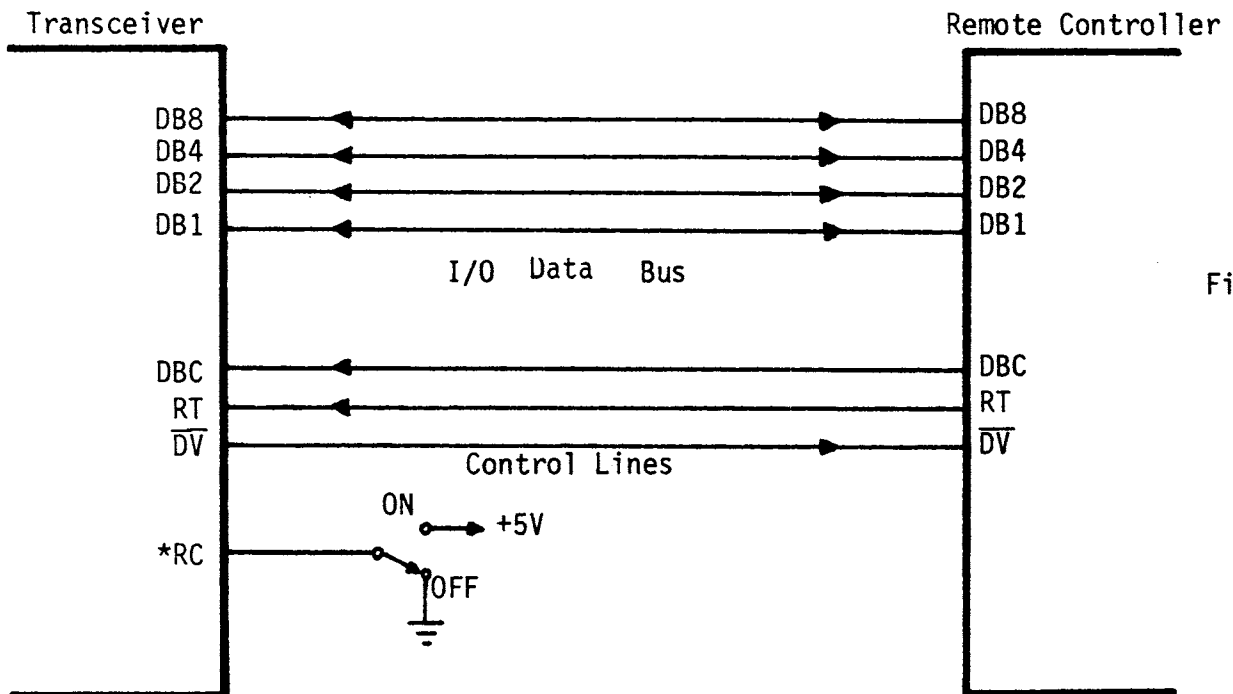 Transceiver
Remote Controller
DB8
DB8
DB4
DB4
DB2
DB2
DB1
DB1
I/O Data Bus
Fi
DBC
DBC
RT
RT
DV
DV
Control Lines
ON
+5V
*RC
OFF